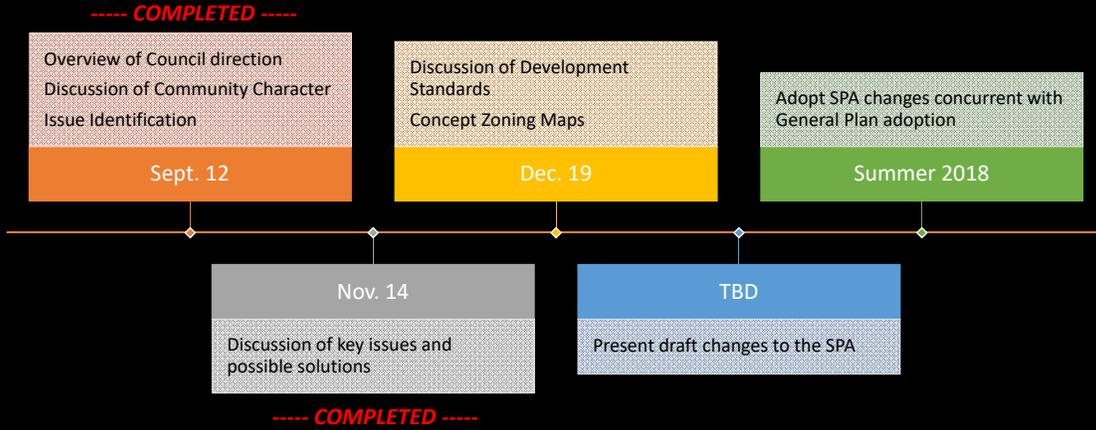 ----- COMPLETED -----
Overview of Council direction
Discussion of Community Character
Issue Identification
Sept. 12
Discussion of Development
Standards
Concept Zoning Maps
Dec. 19
Adopt SPA changes concurrent with
General Plan adoption
Summer 2018
Nov. 14
Discussion of key issues and
possible solutions
----- COMPLETED -----
TBD
Present draft changes to the SPA